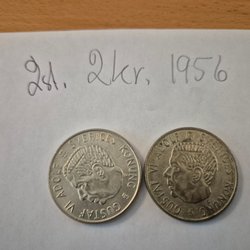 2st. 2kr. 1956
GUSTAF VI ADOLF SVERIGES KONUNG
GUSTAF VI ADOLF SVERIGES KONUNG